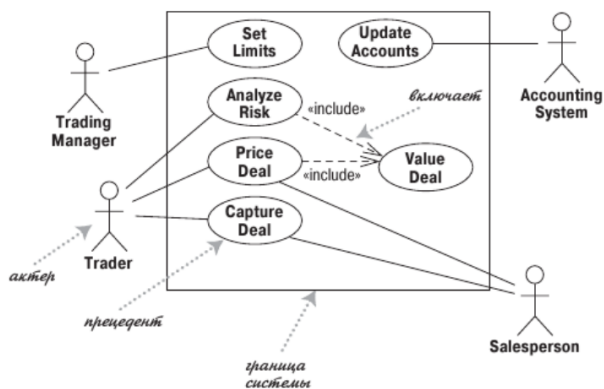 Set
Limits
Update
Accounts
Trading
Manager
Analyze
Risk
«include»
включает
Accounting
System
Price
Deal
«include»
Value
Deal
Capture
Deal
Trader
актер
прецедент
граница
системы
Salesperson